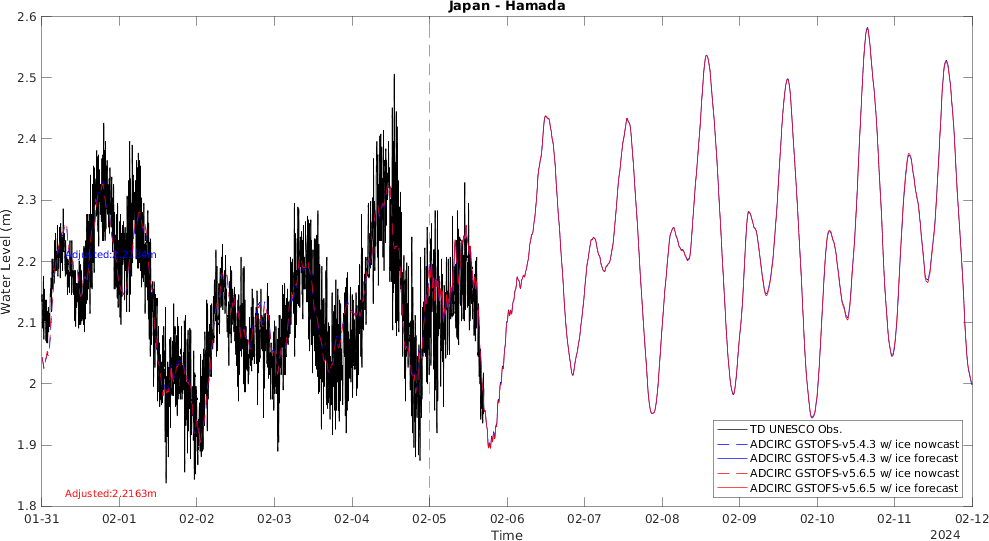 Japan - Hamada
2.6
2.5
2.4
2.3
2.2
2.1
2
1.9
1.8
Water Level (m)
Adjusted:2.2163m
01-31
02-01
02-02
02-03
02-04
02-05
02-06
02-07
02-08
02-09
02-10
02-11
02-12
Time
2024
TD UNESCO Obs.
ADCIRC GSTOFS-v5.4.3 w/ ice nowcast
ADCIRC GSTOFS-v5.4.3 w/ ice forecast
ADCIRC GSTOFS-v5.6.5 w/ ice nowcast
ADCIRC GSTOFS-v5.6.5 w/ ice forecast